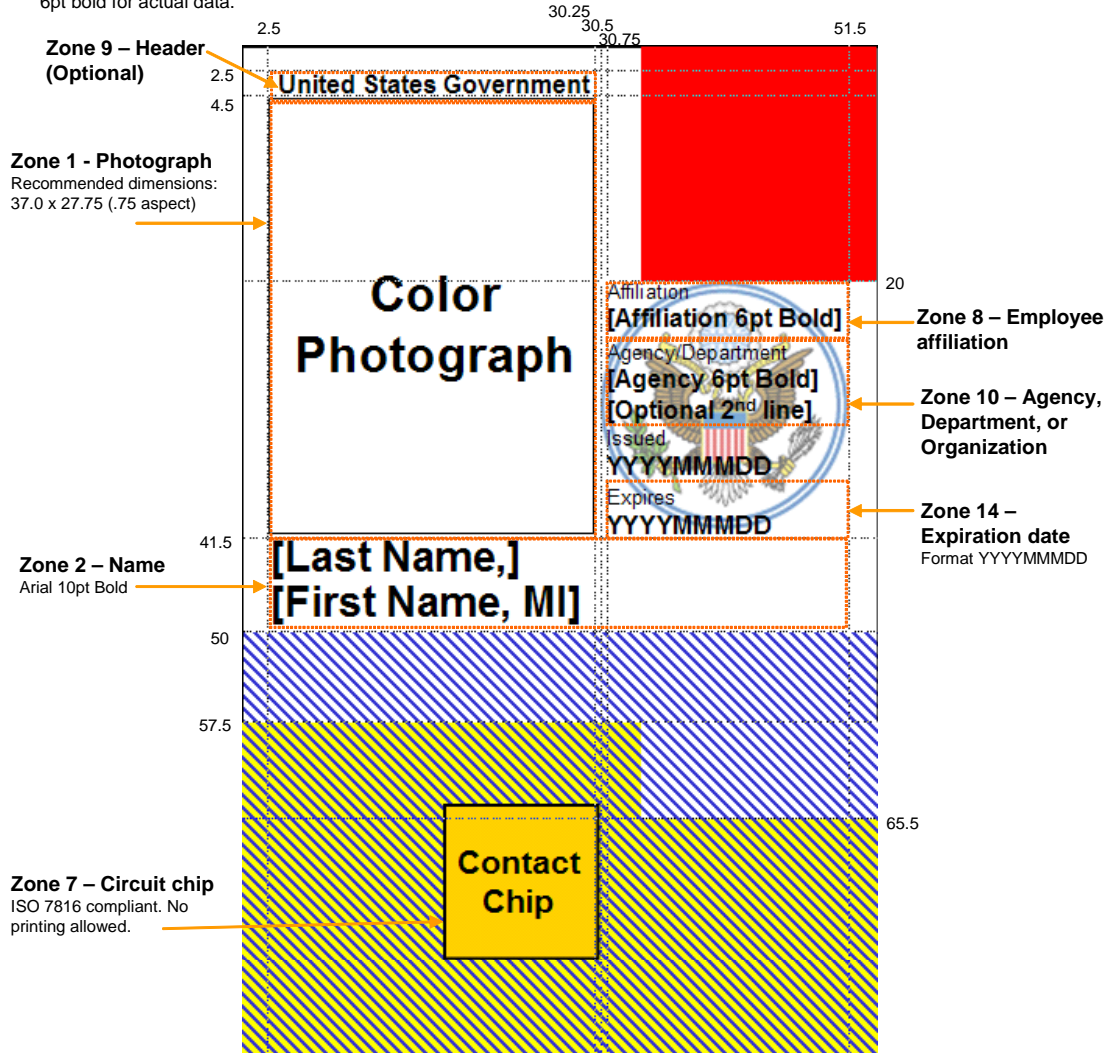 6pt bold for actual data.
2.5
30.25
30.5
30.75
51.5
Zone 9 – Header
(Optional)
2.5
United States Government
4.5
Zone 1 - Photograph
Recommended dimensions:
37.0 x 27.75 (.75 aspect)
Color
Photograph
20
Affiliation
[Affiliation 6pt Bold]
Zone 8 – Employee
affiliation
Agency/Department
[Agency 6pt Bold]
[Optional 2nd line]
Zone 10 – Agency,
Department, or
Organization
Issued
YYYYMMMDD
Expires
YYYYMMMDD
Zone 14 –
Expiration date
Format YYYYMMMDD
41.5
Zone 2 – Name
Arial 10pt Bold
[Last Name,]
[First Name, MI]
50
57.5
65.5
Contact
Chip
Zone 7 – Circuit chip
ISO 7816 compliant. No
printing allowed.